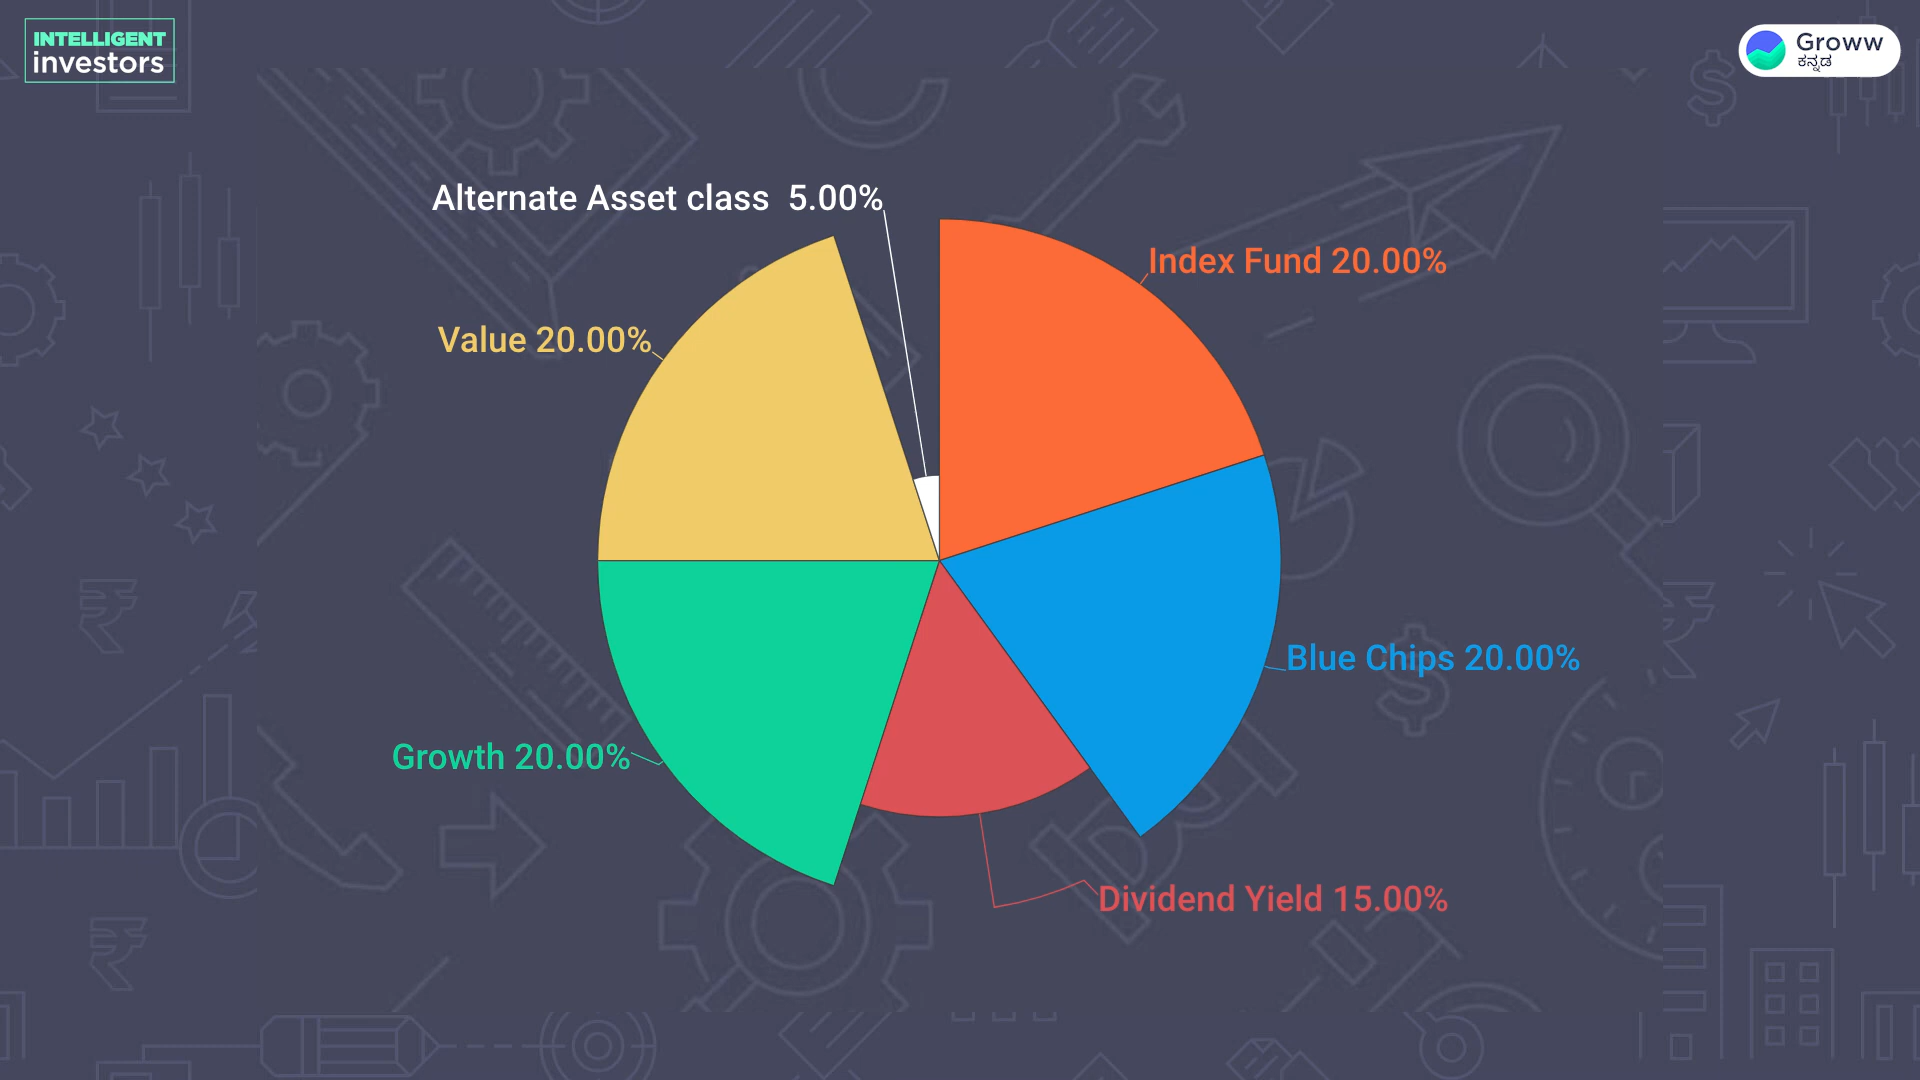 INTELLIGENT
investors
Groww
ಕನ್ನಡ
Alternate Asset class 5.00%
Index Fund 20.00%
Value 20.00%
Blue Chips 20.00%
Growth 20.00%
Dividend Yield 15.00%